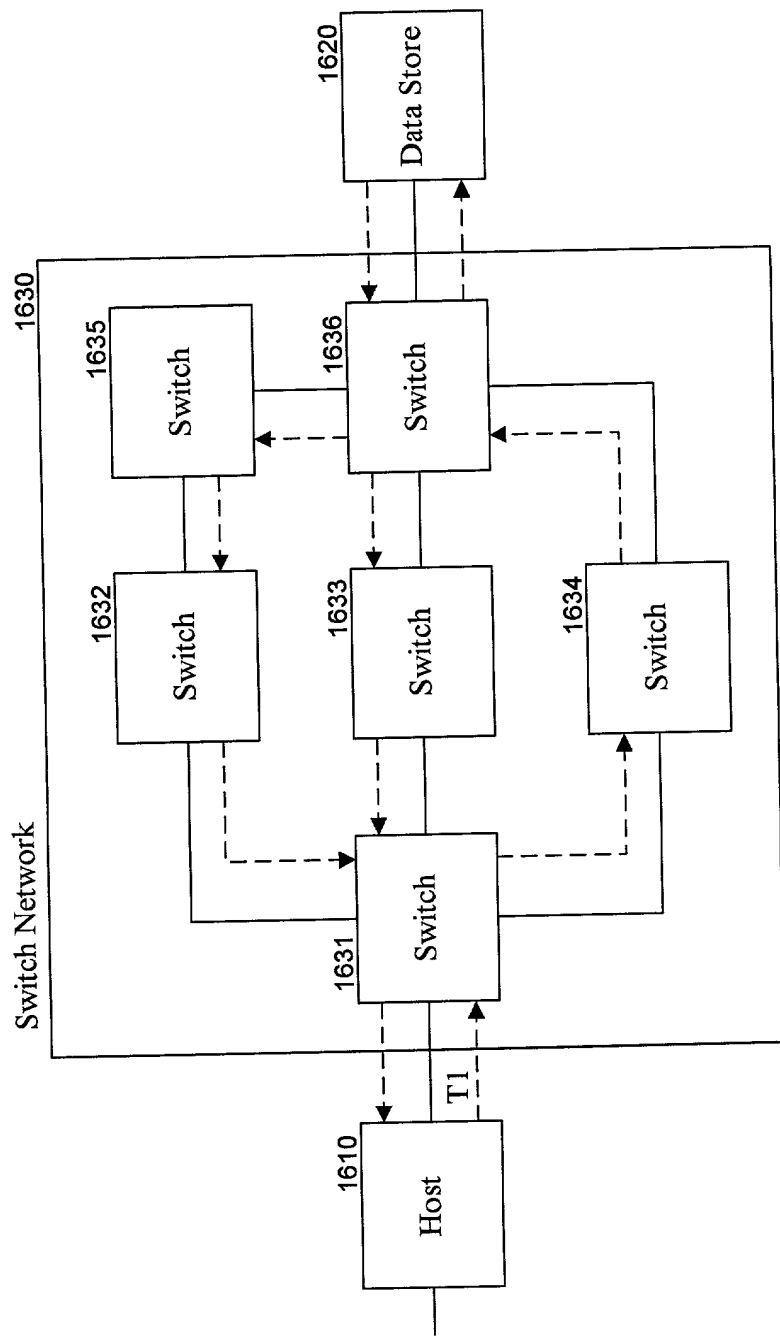 Switch Network
1630
1610
Host
T1
1631
Switch
1632
Switch
1635
Switch
1633
Switch
1636
Switch
1634
Switch
1620
Data Store